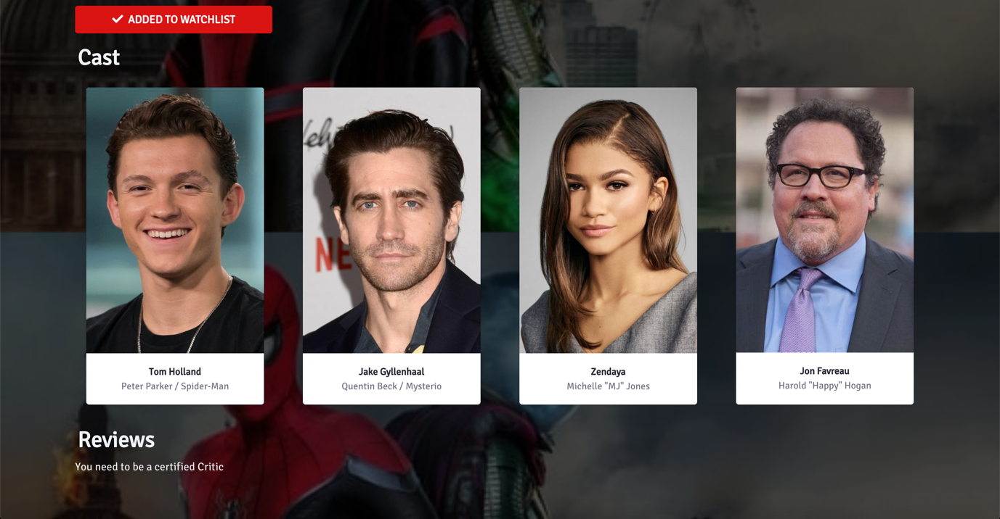 ADDED TO WATCHLIST
Cast
NE
Tom Holland
Peter Parker / Spider-Man
Jake Gyllenhaal
Quentin Beck / Mysterio
Zendaya
Michelle "MJ" Jones
Jon Favreau
Harold "Happy" Hogan
Reviews
You need to be a certified Critic